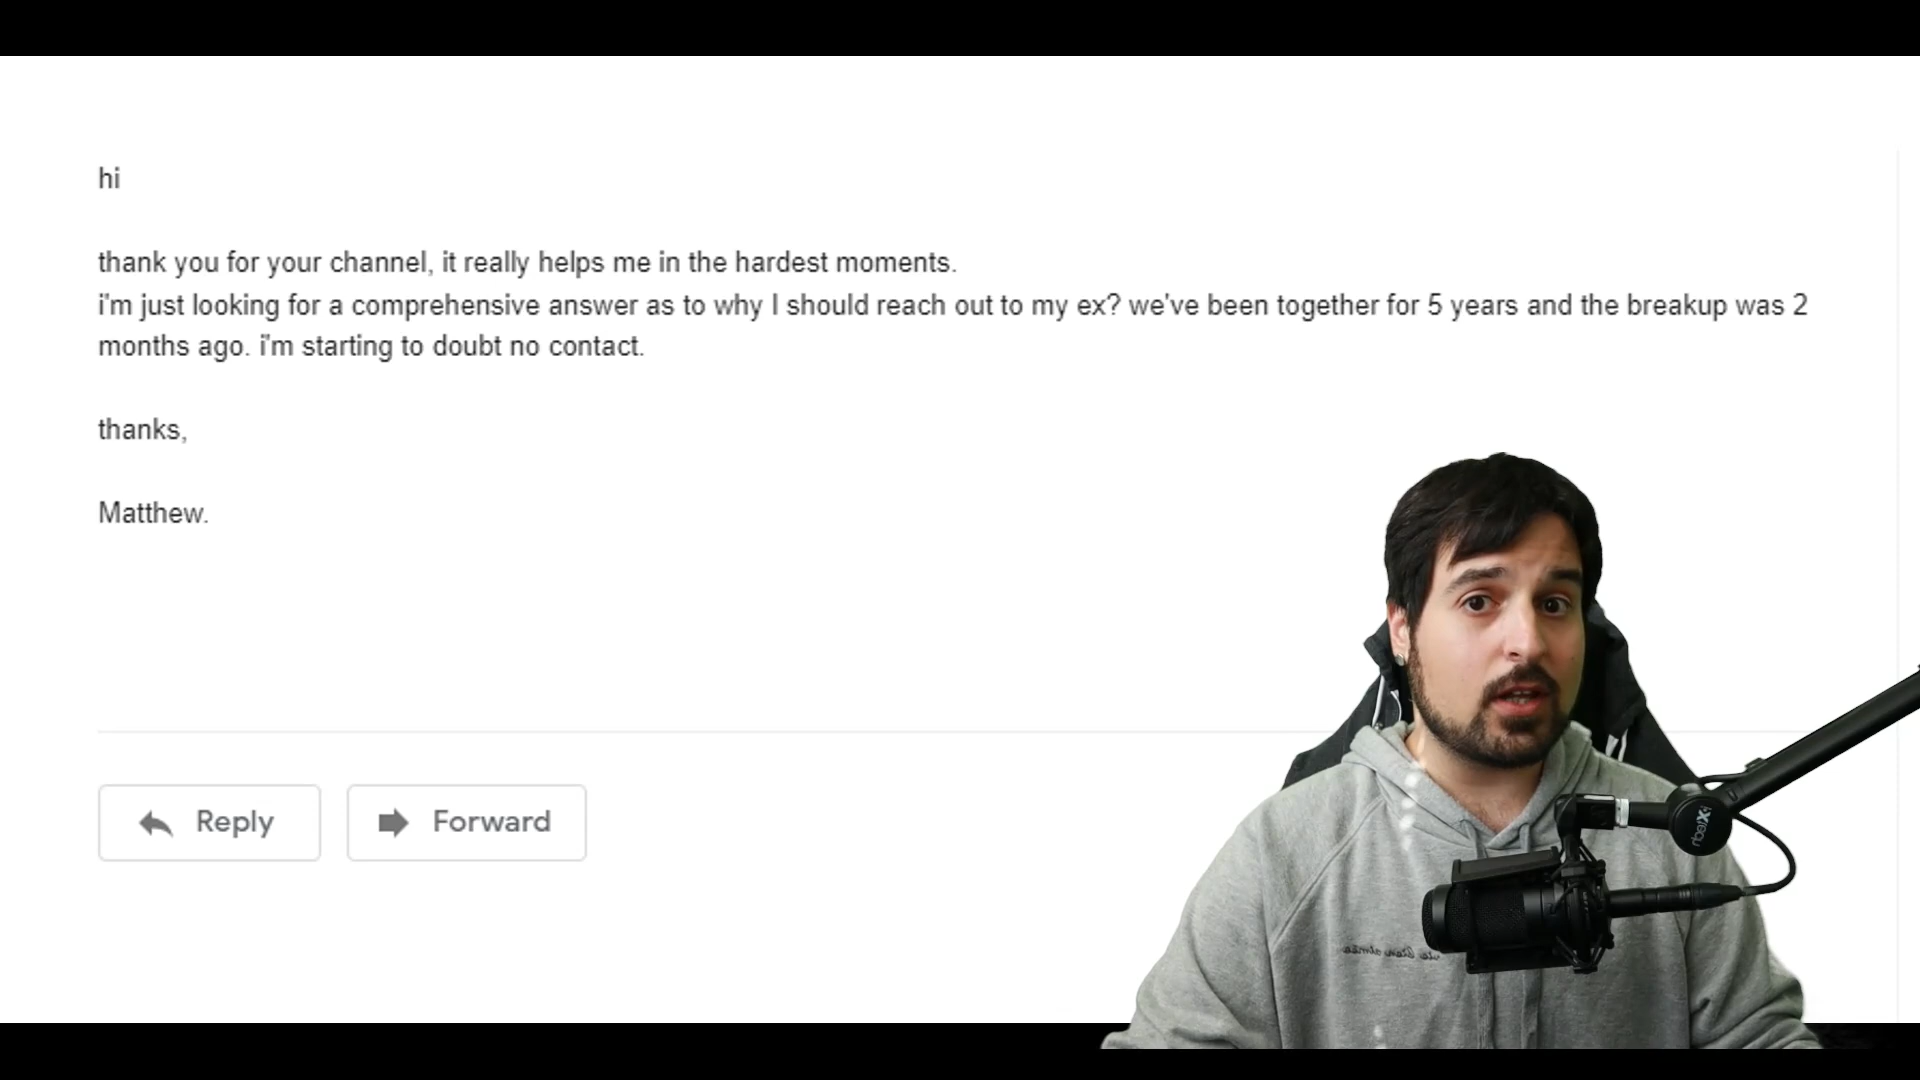 hi
thank you for your channel, it really helps me in the hardest moments.
i'm just looking for a comprehensive answer as to why I should reach out to my ex? we've been together for 5 years and the breakup was 2
months ago. i'm starting to doubt no contact.
thanks,
Matthew.
Reply
Forward